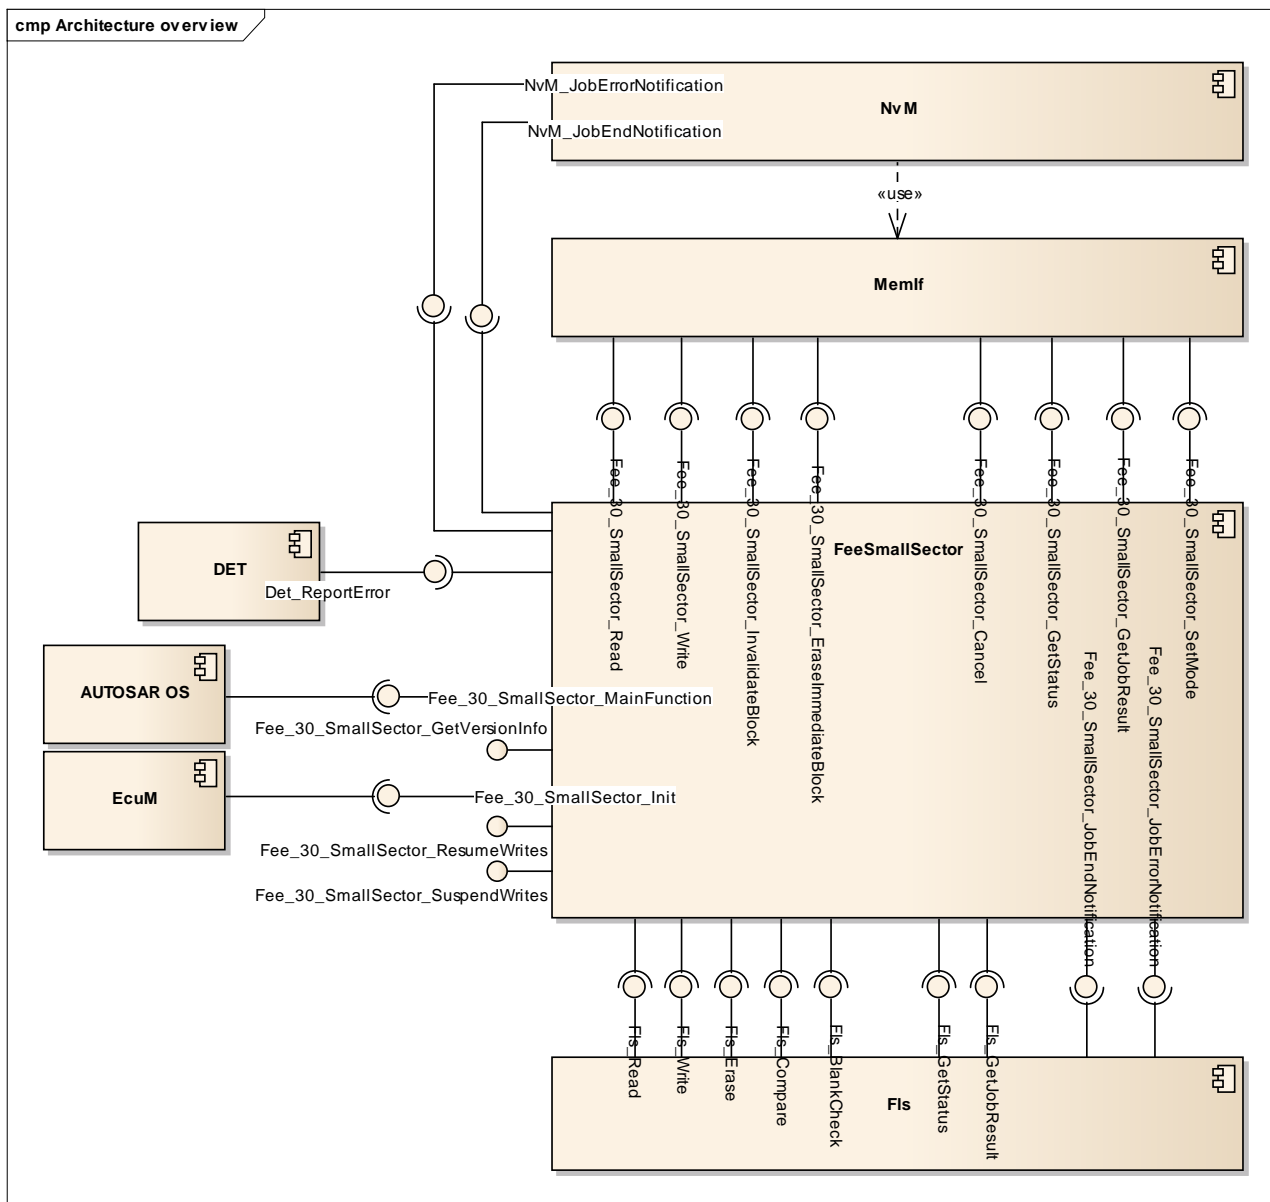 cmp Architecture overview
NvM_JobErrorNotification
NvM
NvM_JobEndNotification
«use»
MemIf
Fee_30_SmallSector_Read
Fee_30_SmallSector_Write
Fee_30_SmallSector_InvalidateBlock
Fee_30_SmallSector_EraseImmediateBlock
Fee_30_SmallSector_Cancel
Fee_30_SmallSector_GetStatus
Fee_30_SmallSector_GetJobResult
Fee_30_SmallSector_SetMode
FeeSmallSector
DET
Det_ReportError
AUTOSAR OS
Fee_30_SmallSector_MainFunction
Fee_30_SmallSector_GetVersionInfo
EcuM
Fee_30_SmallSector_Init
Fee_30_SmallSector_ResumeWrites
Fee_30_SmallSector_SuspendWrites
Fee_30_SmallSector_JobEndNotification
Fee_30_SmallSector_JobErrorNotification
Fls_Read
Fls_Write
Fls_Erase
Fls_Compare
Fls_BlankCheck
Fls_GetStatus
Fls_GetJobResult
Fls